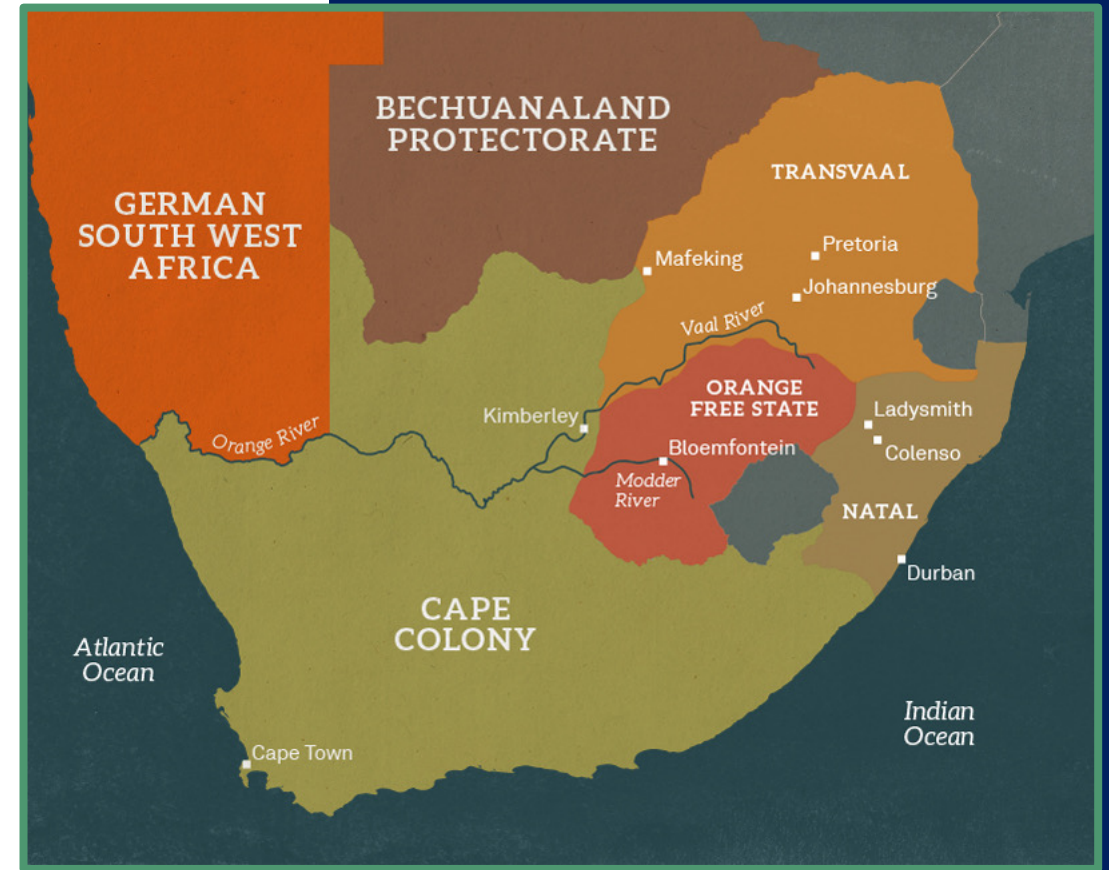 BECHUANALAND
PROTECTORATE
TRANSVAAL
GERMAN
SOUTH WEST
AFRICA
Pretoria
Mafeking
Johannesburg
Vaal River
ORANGE
FREE STATE
Ladysmith
Kimberley
Orange River
Bloemfontein
Colenso
Modder
River
NATAL
Durban
CAPE
COLONY
Atlantic
Ocean
Indian
Ocean
Cape Town